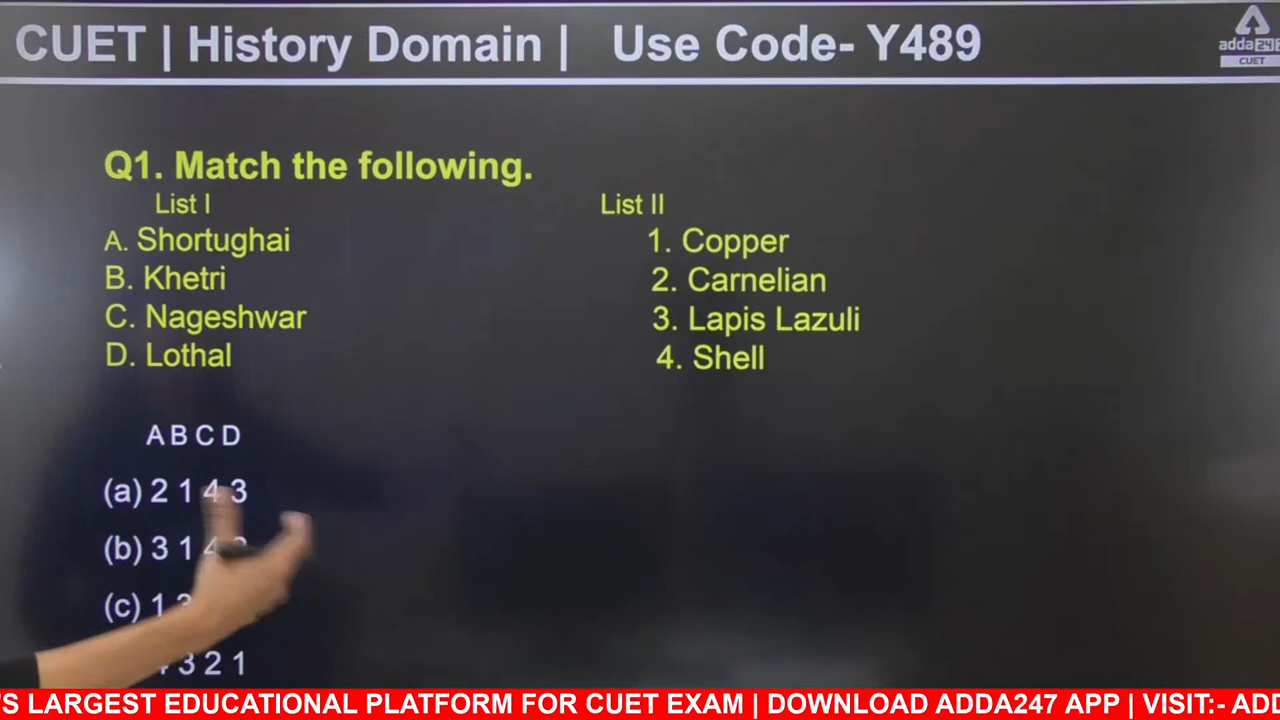 CUET | History Domain | Use Code- Y489
adda247
CUET
Q1. Match the following.
List I List II
A. Shortughai 1. Copper
B. Khetri 2. Carnelian
C. Nageshwar 3. Lapis Lazuli
D. Lothal 4. Shell
A B C D
(a) 2 1 4 3
(b) 3 1 4
(c) 1
3 2 1
'S LARGEST EDUCATIONAL PLATFORM FOR CUET EXAM | DOWNLOAD ADDA247 APP | VISIT:-